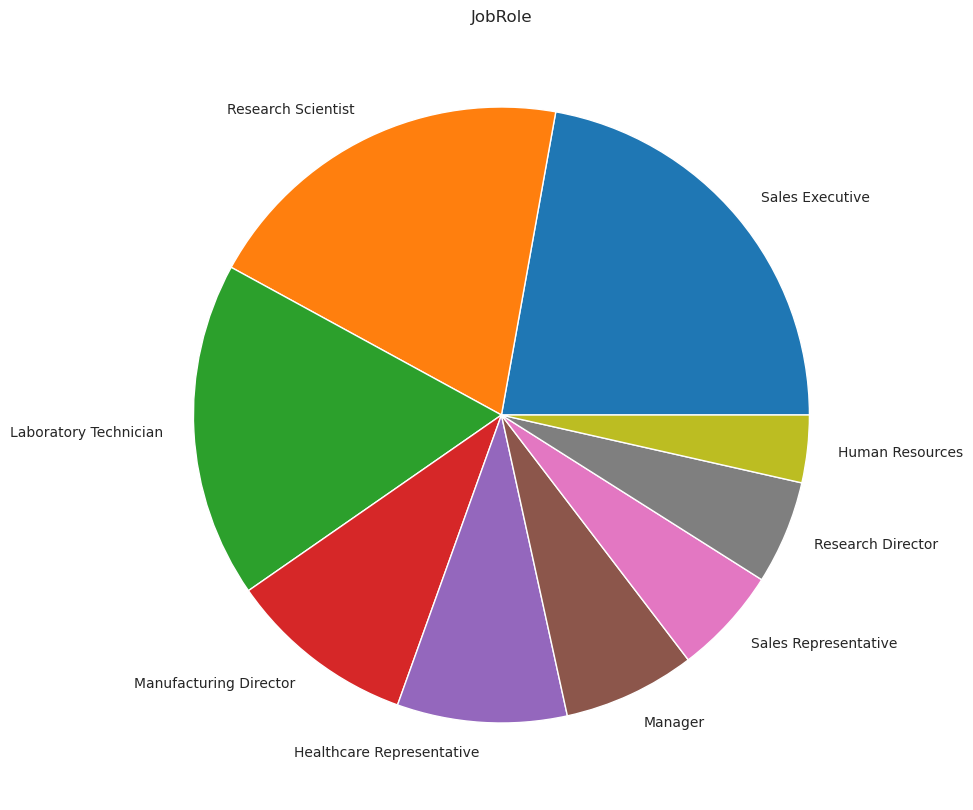 JobRole
Research Scientist
Sales Executive
Laboratory Technician
Human Resources
Research Director
Sales Representative
Manufacturing Director
Manager
Healthcare Representative